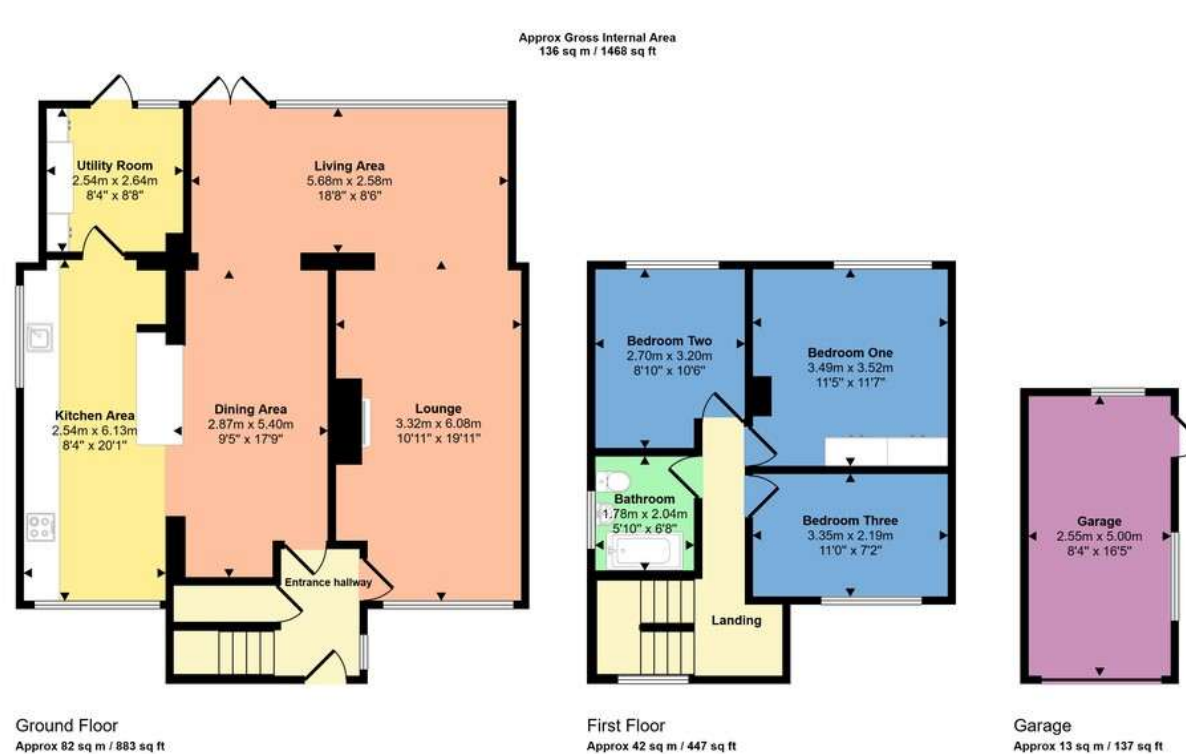 Approx Gross Internal Area
136 sq m / 1468 sq ft
Utility Room
2.54m x 2.64m
8'4" x 8'8"
Living Area
5.68m x 2.58m
18'8" x 8'6"
Kitchen Area
2.54m x 6.13m
8'4" x 20'1"
Dining Area
2.87m x 5.40m
9'5" x 17'9"
Lounge
3.32m x 6.08m
10'11" x 19'11"
Entrance hallway
Bedroom Two
2.70m x 3.20m
8'10" x 10'6"
Bedroom One
3.49m x 3.52m
11'5" x 11'7"
Bathroom
1.78m x 2.04m
5'10" x 6'8"
Bedroom Three
3.35m x 2.19m
11'0" x 7'2"
Landing
Garage
2.55m x 5.00m
8'4" x 16'5"
Ground Floor
Approx 82 sq m / 883 sq ft
First Floor
Approx 42 sq m / 447 sq ft
Garage
Approx 13 sq m / 137 sq ft